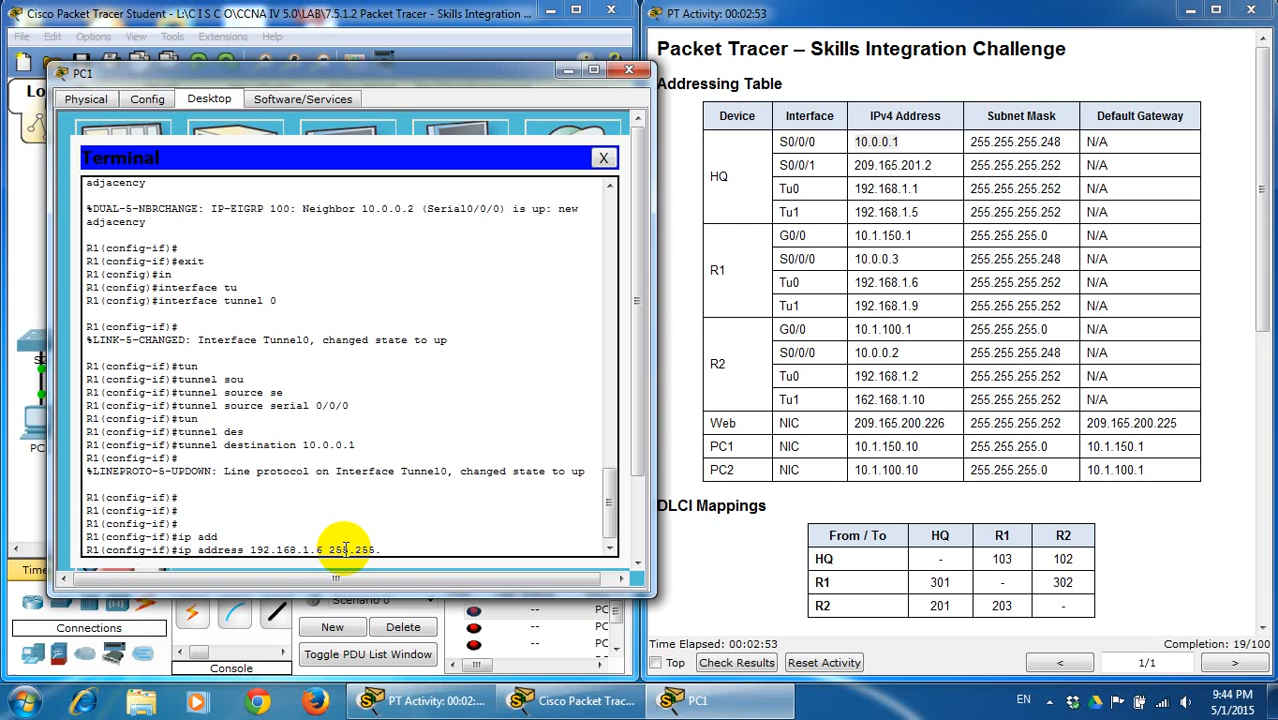 Cisco Packet Tracer Student - L:\C I S C O\CCNA IV 5.0\LAB\7.5.1.2 Packet Tracer - Skills Integration ...
File Edit Options View Tools Extensions Help
Lo
PC1
Physical Config Desktop Software/Services
Terminal
X
adjacency
%DUAL-5-NBRCHANGE: IP-EIGRP 100: Neighbor 10.0.0.2 (Serial0/0/0) is up: new
adjacency
R1(config-if)#
R1(config-if)#exit
R1(config)#in
R1(config)#interface tu
R1(config)#interface tunnel 0
R1(config-if)#
%LINK-5-CHANGED: Interface Tunnel0, changed state to up
R1(config-if)#tun
R1(config-if)#tunnel sou
R1(config-if)#tunnel source se
R1(config-if)#tunnel source serial 0/0/0
R1(config-if)#tun
R1(config-if)#tunnel des
R1(config-if)#tunnel destination 10.0.0.1
R1(config-if)#
%LINEPROTO-5-UPDOWN: Line protocol on Interface Tunnel0, changed state to up
R1(config-if)#
R1(config-if)#
R1(config-if)#
R1(config-if)#ip add
R1(config-if)#ip address 192.168.1.6 255.255.
PC
Time
Connections
Scenario 0
New Delete
Toggle PDU List Window
Console
-- PC
-- PC
-- PC
PT Activity: 00:02:53
Packet Tracer – Skills Integration Challenge
Addressing Table
Device Interface IPv4 Address Subnet Mask Default Gateway
HQ
S0/0/0 10.0.0.1 255.255.255.248 N/A
S0/0/1 209.165.201.2 255.255.255.252 N/A
Tu0 192.168.1.1 255.255.255.252 N/A
Tu1 192.168.1.5 255.255.255.252 N/A
R1
G0/0 10.1.150.1 255.255.255.0 N/A
S0/0/0 10.0.0.3 255.255.255.248 N/A
Tu0 192.168.1.6 255.255.255.252 N/A
Tu1 192.168.1.9 255.255.255.252 N/A
R2
G0/0 10.1.100.1 255.255.255.0 N/A
S0/0/0 10.0.0.2 255.255.255.248 N/A
Tu0 192.168.1.2 255.255.255.252 N/A
Tu1 162.168.1.10 255.255.255.252 N/A
Web NIC 209.165.200.226 255.255.255.252 209.165.200.225
PC1 NIC 10.1.150.10 255.255.255.0 10.1.150.1
PC2 NIC 10.1.100.10 255.255.255.0 10.1.100.1
DLCI Mappings
From / To HQ R1 R2
HQ - 103 102
R1 301 - 302
R2 201 203 -
Time Elapsed: 00:02:53 Completion: 19/100
Top Check Results Reset Activity < 1/1 >
PT Activity: 00:02:... Cisco Packet Trac... PC1 EN 9:44 PM
5/1/2015